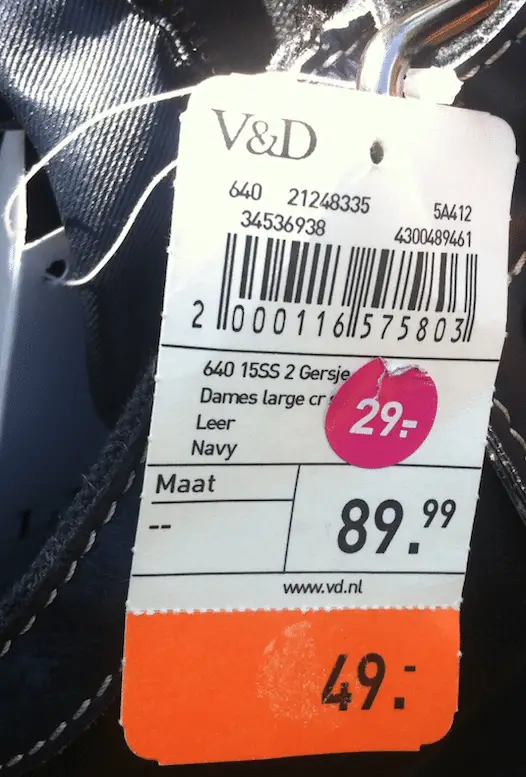 V&D
640 21248335 5A412
34536938 4300489461
2 000116 575803
640 15SS 2 Gersje
Dames large cr
Leer
Navy
29.-
Maat
--
89.99
www.vd.nl
49.-